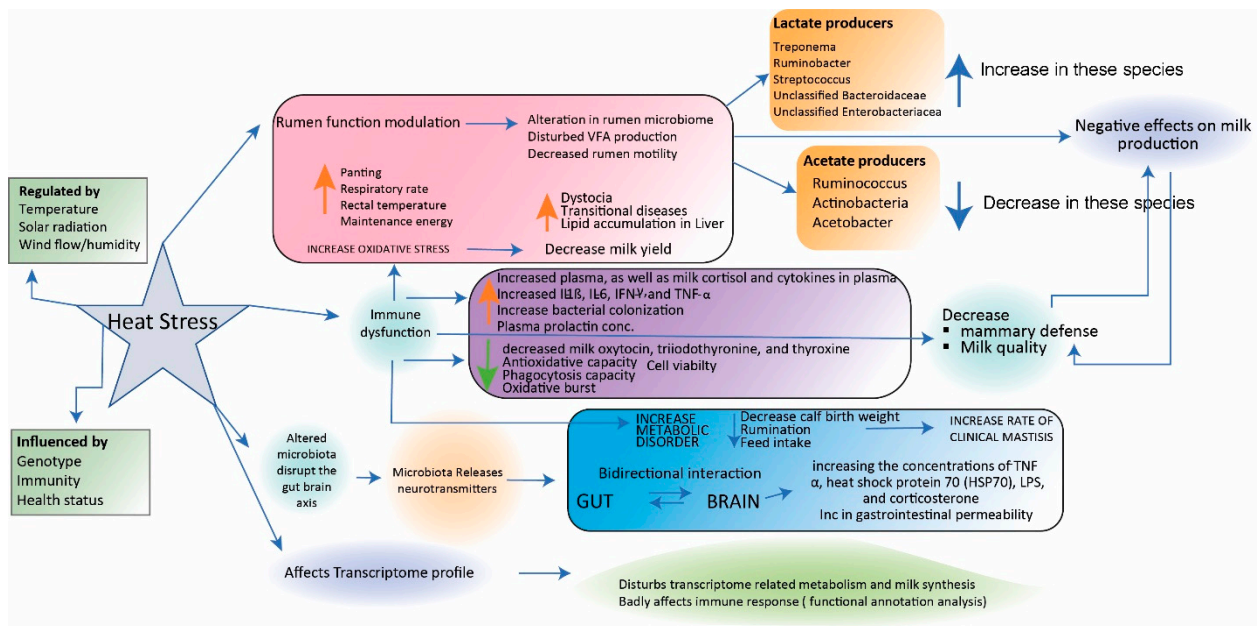 Lactate producers
Treponema
Ruminobacter
Streptococcus
Unclassified Bacteroidaceae
Unclassified Enterobacteriacea
Increase in these species
Rumen function modulation
Alteration in rumen microbiome
Disturbed VFA production
Decreased rumen motility
Negative effects on milk
production
Panting
Respiratory rate
Rectal temperature
Maintenance energy
Dystocia
Transitional diseases
Lipid accumulation in Liver
INCREASE OXIDATIVE STRESS
Decrease milk yield
Acetate producers
Ruminococcus
Actinobacteria
Acetobacter
Decrease in these species
Regulated by
Temperature
Solar radiation
Wind flow/humidity
Heat Stress
Immune
dysfunction
Increased plasma, as well as milk cortisol and cytokines in plasma
Increased IL1ß, IL-6, IFN-γ, and TNF-α
Increase bacterial colonization
Plasma prolactin conc.
decreased milk oxytocin, triiodothyronine, and thyroxine
Antioxidative capacity
Cell viabilty
Phagocytosis capacity
Oxidative burst
Decrease
▪ mammary defense
▪ Milk quality
Influenced by
Genotype
Immunity
Health status
Altered
microbiota
disrupt the
gut brain
axis
Microbiota Releases
neurotransmitters
INCREASE
METABOLIC
DISORDER
Decrease calf birth weight
Rumination
Feed intake
INCREASE RATE OF
CLINICAL MASTISIS
Bidirectional interaction
GUT
BRAIN
increasing the concentrations of TNF
α, heat shock protein 70 (HSP70), LPS,
and corticosterone
Inc in gastrointestinal permeability
Affects Transcriptome profile
Disturbs transcriptome related metabolism and milk synthesis
Badly affects immune response ( functional annotation analysis)